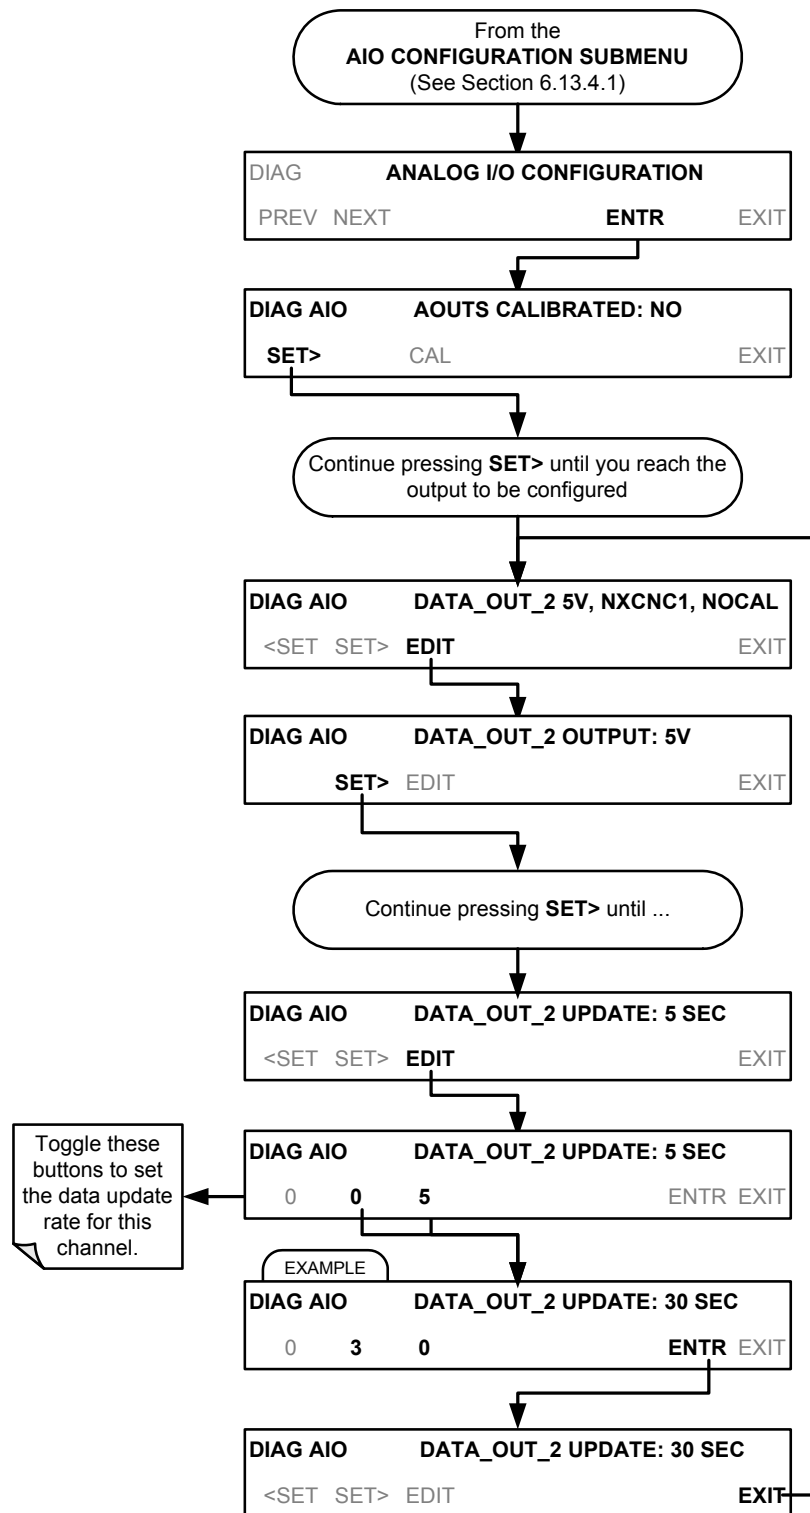 From the
AIO CONFIGURATION SUBMENU
(See Section 6.13.4.1)
DIAG ANALOG I/O CONFIGURATION
PREV NEXT ENTR EXIT
DIAG AIO AOUTS CALIBRATED: NO
SET> CAL EXIT
Continue pressing SET> until you reach the
output to be configured
DIAG AIO DATA_OUT_2 5V, NXCNC1, NOCAL
<SET SET> EDIT EXIT
DIAG AIO DATA_OUT_2 OUTPUT: 5V
SET> EDIT EXIT
Continue pressing SET> until ...
DIAG AIO DATA_OUT_2 UPDATE: 5 SEC
<SET SET> EDIT EXIT
Toggle these
buttons to set
the data update
rate for this
channel.
DIAG AIO DATA_OUT_2 UPDATE: 5 SEC
0 0 5 ENTR EXIT
EXAMPLE
DIAG AIO DATA_OUT_2 UPDATE: 30 SEC
0 3 0 ENTR EXIT
DIAG AIO DATA_OUT_2 UPDATE: 30 SEC
<SET SET> EDIT EXIT